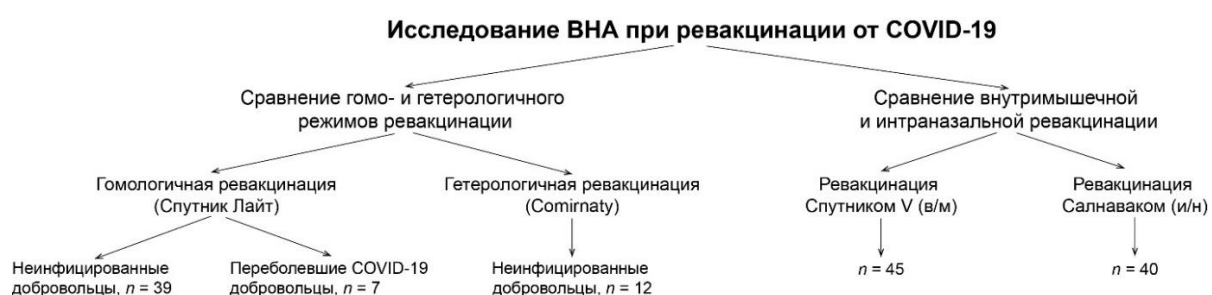 Исследование ВНА при ревакцинации от COVID-19
Сравнение гомо- и гетерологичного
режимов ревакцинации
Сравнение внутримышечной
и интраназальной ревакцинации
Гомологичная ревакцинация
(Спутник Лайт)
Гетерологичная ревакцинация
(Comirnaty)
Ревакцинация
Спутником V (в/м)
Ревакцинация
Салнаваком (и/н)
Неинфицированные
добровольцы, n = 39
Переболевшие COVID-19
добровольцы, n = 7
Неинфицированные
добровольцы, n = 12
n = 45
n = 40